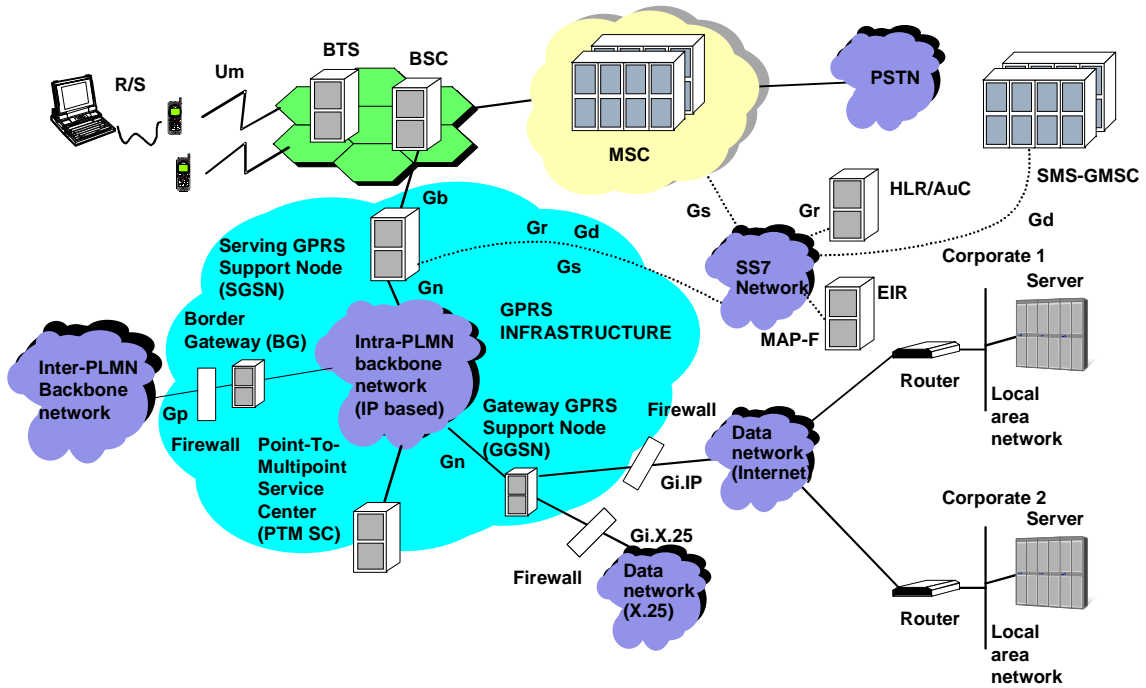 BTS
BSC
R/S
Um
MSC
PSTN
SMS-GMSC
HLR/AuC
Gb
Gs
Gr
Gd
Serving GPRS
Support Node
(SGSN)
Gr
Gd
Gs
SS7
Network
Gn
EIR
MAP-F
GPRS
INFRASTRUCTURE
Corporate 1
Server
Router
Local
area
network
Border
Gateway (BG)
Inter-PLMN
Backbone
network
Gp
Firewall
Intra-PLMN
backbone
network
(IP based)
Gateway GPRS
Support Node
(GGSN)
Firewall
Data
network
(Internet)
Gi.IP
Gn
Point-To-
Multipoint
Service
Center
(PTM SC)
Gi.X.25
Firewall
Data
network
(X.25)
Corporate 2
Server
Router
Local
area
network